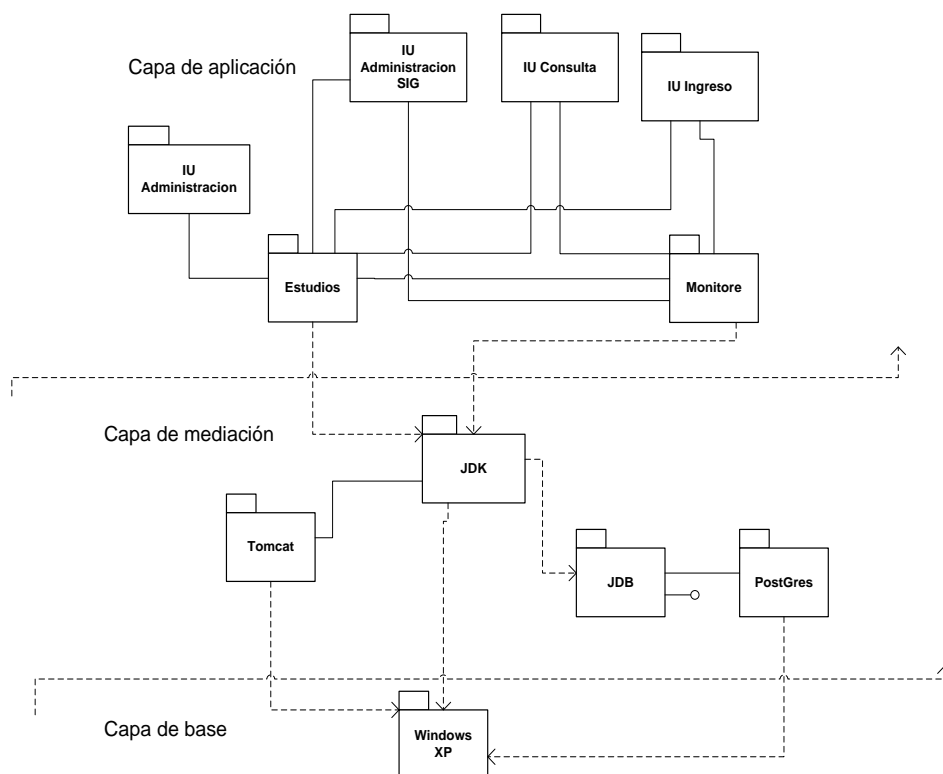 Capa de aplicación
IU
Administracion
SIG
IU Consulta
IU Ingreso
IU
Administracion
Estudios
Monitore
Capa de mediación
JDK
Tomcat
JDB
PostGres
Capa de base
Windows
XP